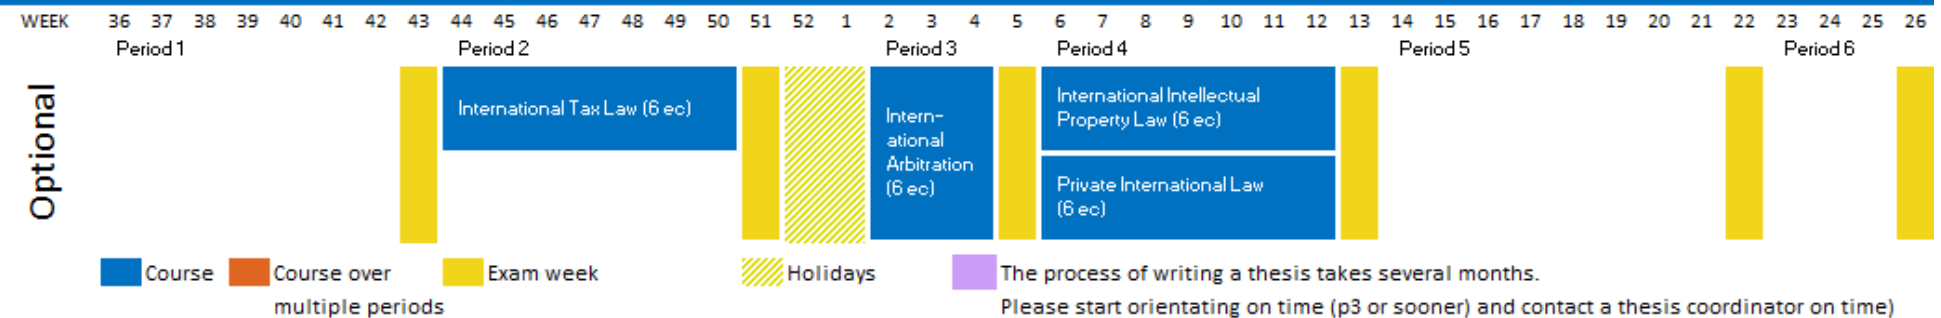 WEEK 36 37 38 39 40 41 42 43 44 45 46 47 48 49 50 51 52 1 2 3 4 5 6 7 8 9 10 11 12 13 14 15 16 17 18 19 20 21 22 23 24 25 26
Period 1 Period 2 Period 3 Period 4 Period 5 Period 6
Optional
International Tax Law (6 ec)
Intern-
ational
Arbitration
(6 ec)
International Intellectual
Property Law (6 ec)
Private International Law
(6 ec)
Course
Course over
multiple periods
Exam week
Holidays
The process of writing a thesis takes several months.
Please start orientating on time (p3 or sooner) and contact a thesis coordinator on time)